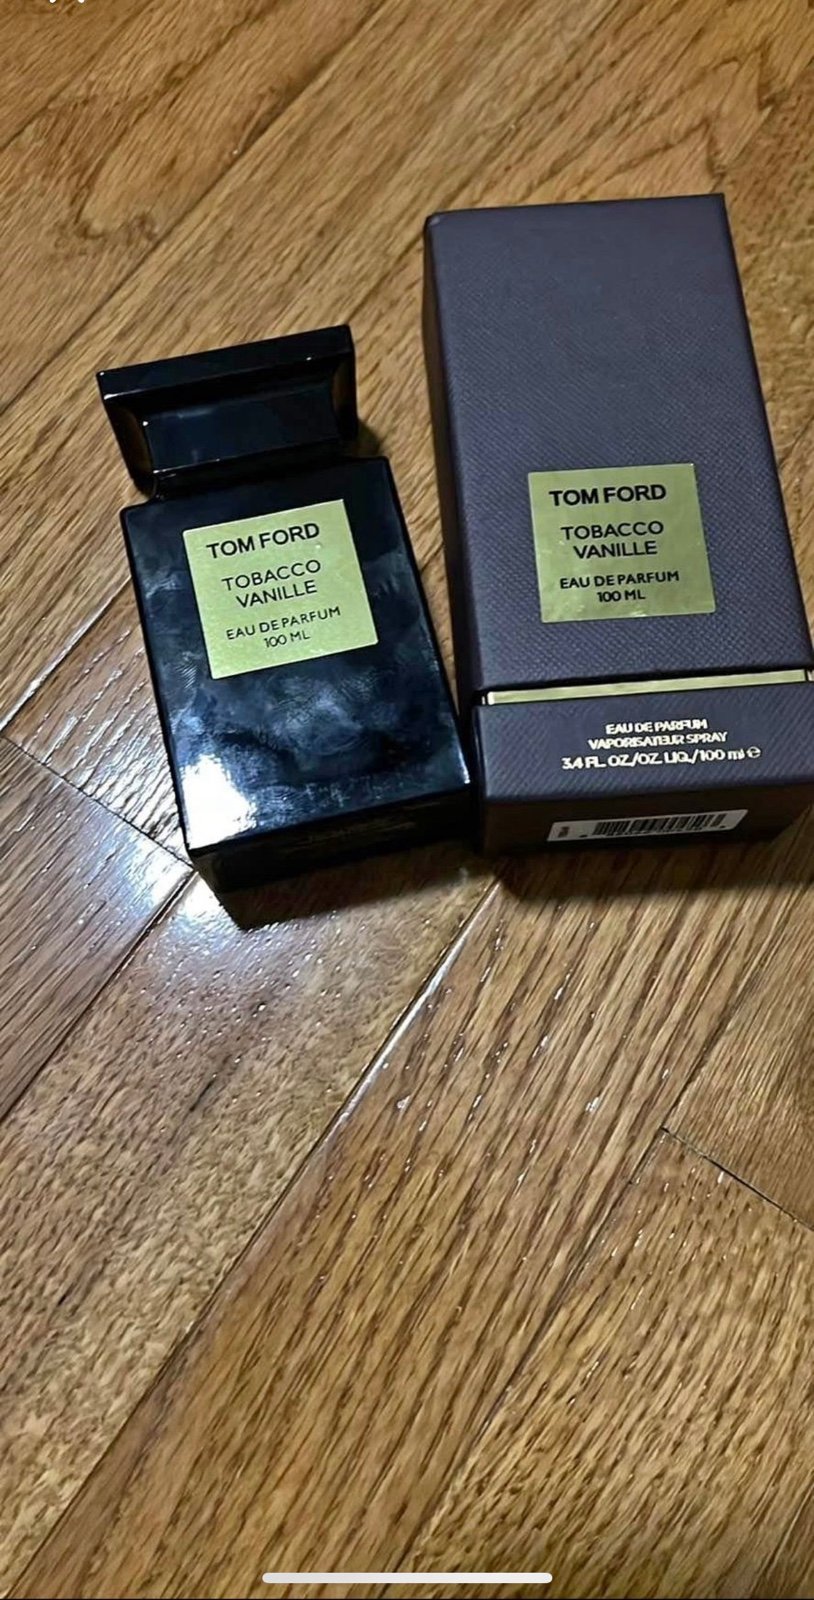 TOM FORD
TOBACCO
VANILLE
EAU DE PARFUM
100 ML
TOM FORD
TOBACCO
VANILLE
EAU DE PARFUM
100 ML
EAU DE PARFUM
VAPORISATEUR SPRAY
3.4 FL. OZ./OZ. LIQ./100 ml ℮